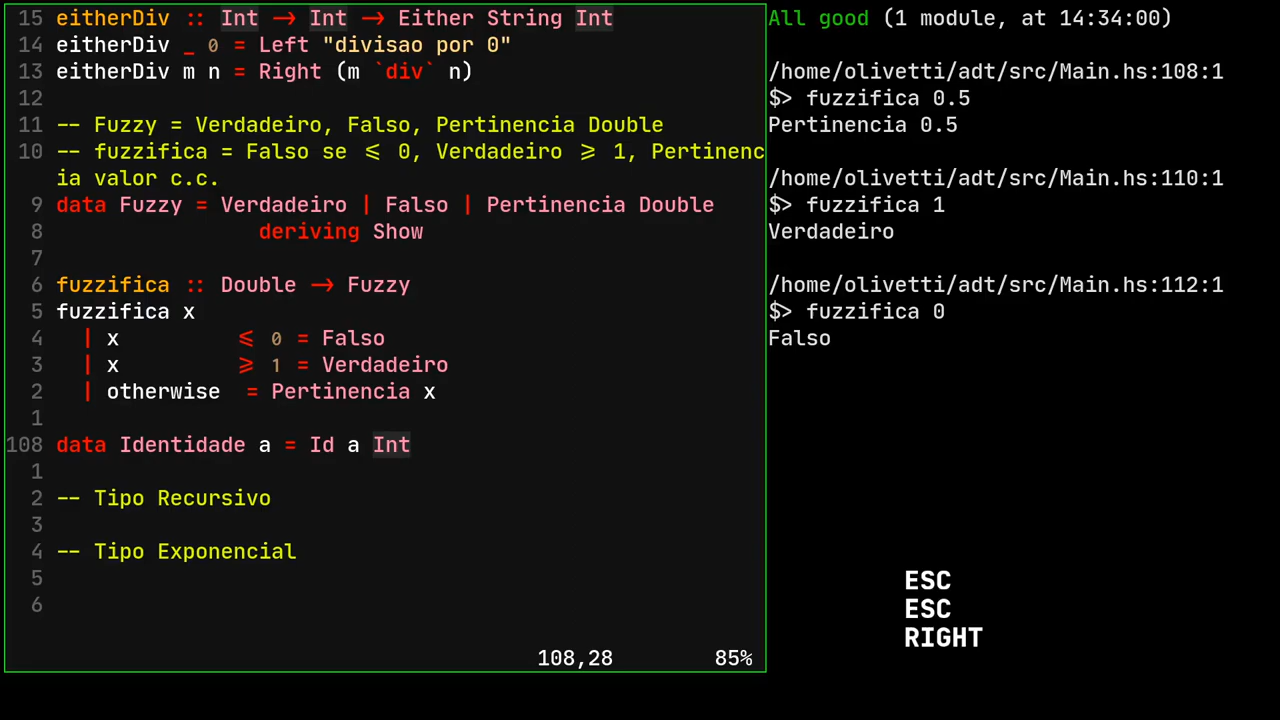 15 eitherDiv :: Int → Int → Either String Int
14 eitherDiv _ 0 = Left "divisao por 0"
13 eitherDiv m n = Right (m `div` n)
12
11 -- Fuzzy = Verdadeiro, Falso, Pertinencia Double
10 -- fuzzifica = Falso se ⩽ 0, Verdadeiro ⩾ 1, Pertinenc
ia valor c.c.
9 data Fuzzy = Verdadeiro | Falso | Pertinencia Double
8 deriving Show
7
6 fuzzifica :: Double → Fuzzy
5 fuzzifica x
4 | x ⩽ 0 = Falso
3 | x ⩾ 1 = Verdadeiro
2 | otherwise = Pertinencia x
1
108 data Identidade a = Id a Int
1
2 -- Tipo Recursivo
3
4 -- Tipo Exponencial
5
6
108,28 85%
All good (1 module, at 14:34:00)
/home/olivetti/adt/src/Main.hs:108:1
$> fuzzifica 0.5
Pertinencia 0.5
/home/olivetti/adt/src/Main.hs:110:1
$> fuzzifica 1
Verdadeiro
/home/olivetti/adt/src/Main.hs:112:1
$> fuzzifica 0
Falso
ESC
ESC
RIGHT